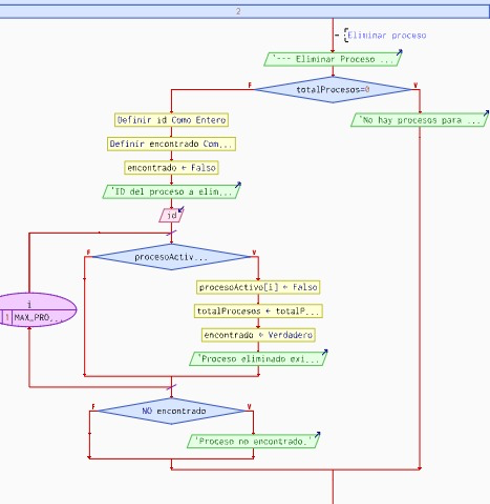 2
Eliminar proceso
'--- Eliminar Proceso ...
totalProcesos=0
F
V
Definir id Como Entero
'No hay procesos para ...
Definir encontrado Com...
encontrado ← Falso
'ID del proceso a elim...
id
procesoActiv...
F
V
procesoActivo[i] ← Falso
i
totalProcesos ← totalP...
1 MAX_PRO...
encontrado ← Verdadero
'Proceso eliminado exi...
NO encontrado
F
V
'Proceso no encontrado.'